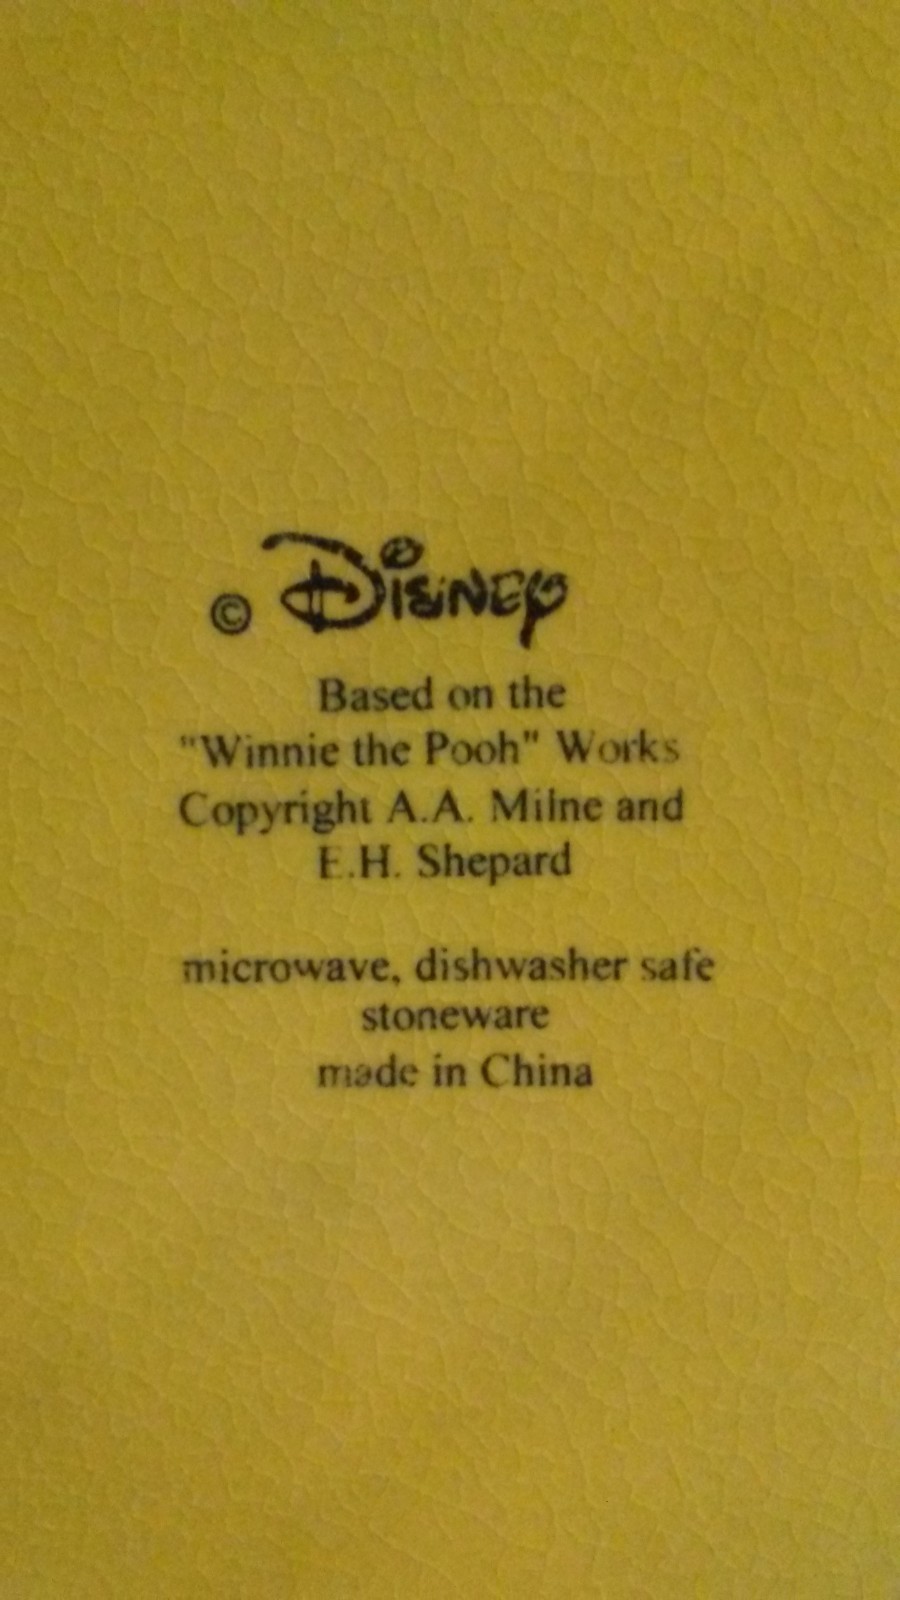 © Disney
Based on the
"Winnie the Pooh" Works
Copyright A.A. Milne and
E.H. Shepard
microwave, dishwasher safe
stoneware
made in China